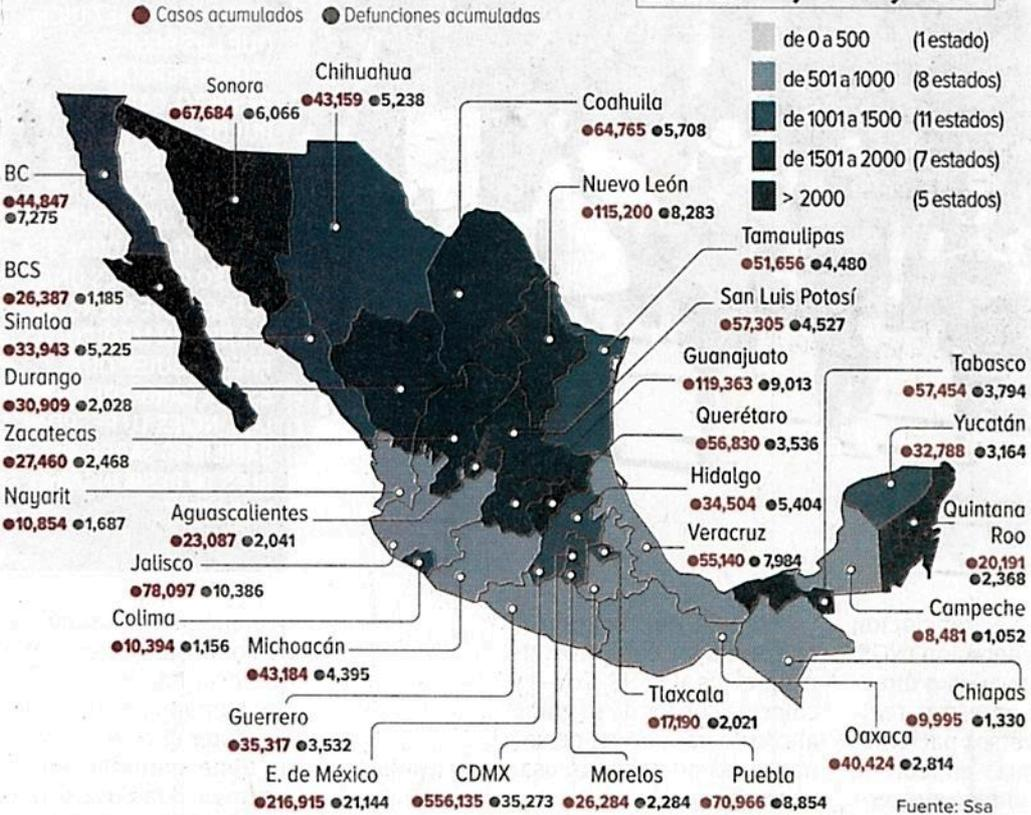 Casos acumulados Defunciones acumuladas
de 0 a 500 (1 estado)
de 501 a 1000 (8 estados)
de 1001 a 1500 (11 estados)
de 1501 a 2000 (7 estados)
> 2000 (5 estados)
Sonora
67,684 6,066
Chihuahua
43,159 5,238
Coahuila
64,765 5,708
Nuevo León
115,200 8,283
Tamaulipas
51,656 4,480
San Luis Potosí
57,305 4,527
Guanajuato
119,363 9,013
Querétaro
56,830 3,536
Hidalgo
34,504 5,404
Veracruz
55,140 7,984
Tabasco
57,454 3,794
Yucatán
32,788 3,164
Quintana
Roo
20,191
2,368
Campeche
8,481 1,052
Chiapas
9,995 1,330
Oaxaca
40,424 2,814
BC
44,847
7,275
BCS
26,387 1,185
Sinaloa
33,943 5,225
Durango
30,909 2,028
Zacatecas
27,460 2,468
Nayarit
10,854 1,687
Aguascalientes
23,087 2,041
Jalisco
78,097 10,386
Colima
10,394 1,156
Michoacán
43,184 4,395
Guerrero
35,317 3,532
Tlaxcala
17,190 2,021
E. de México
216,915 21,144
CDMX
556,135 35,273
Morelos
26,284 2,284
Puebla
70,966 8,854
Fuente: Ssa